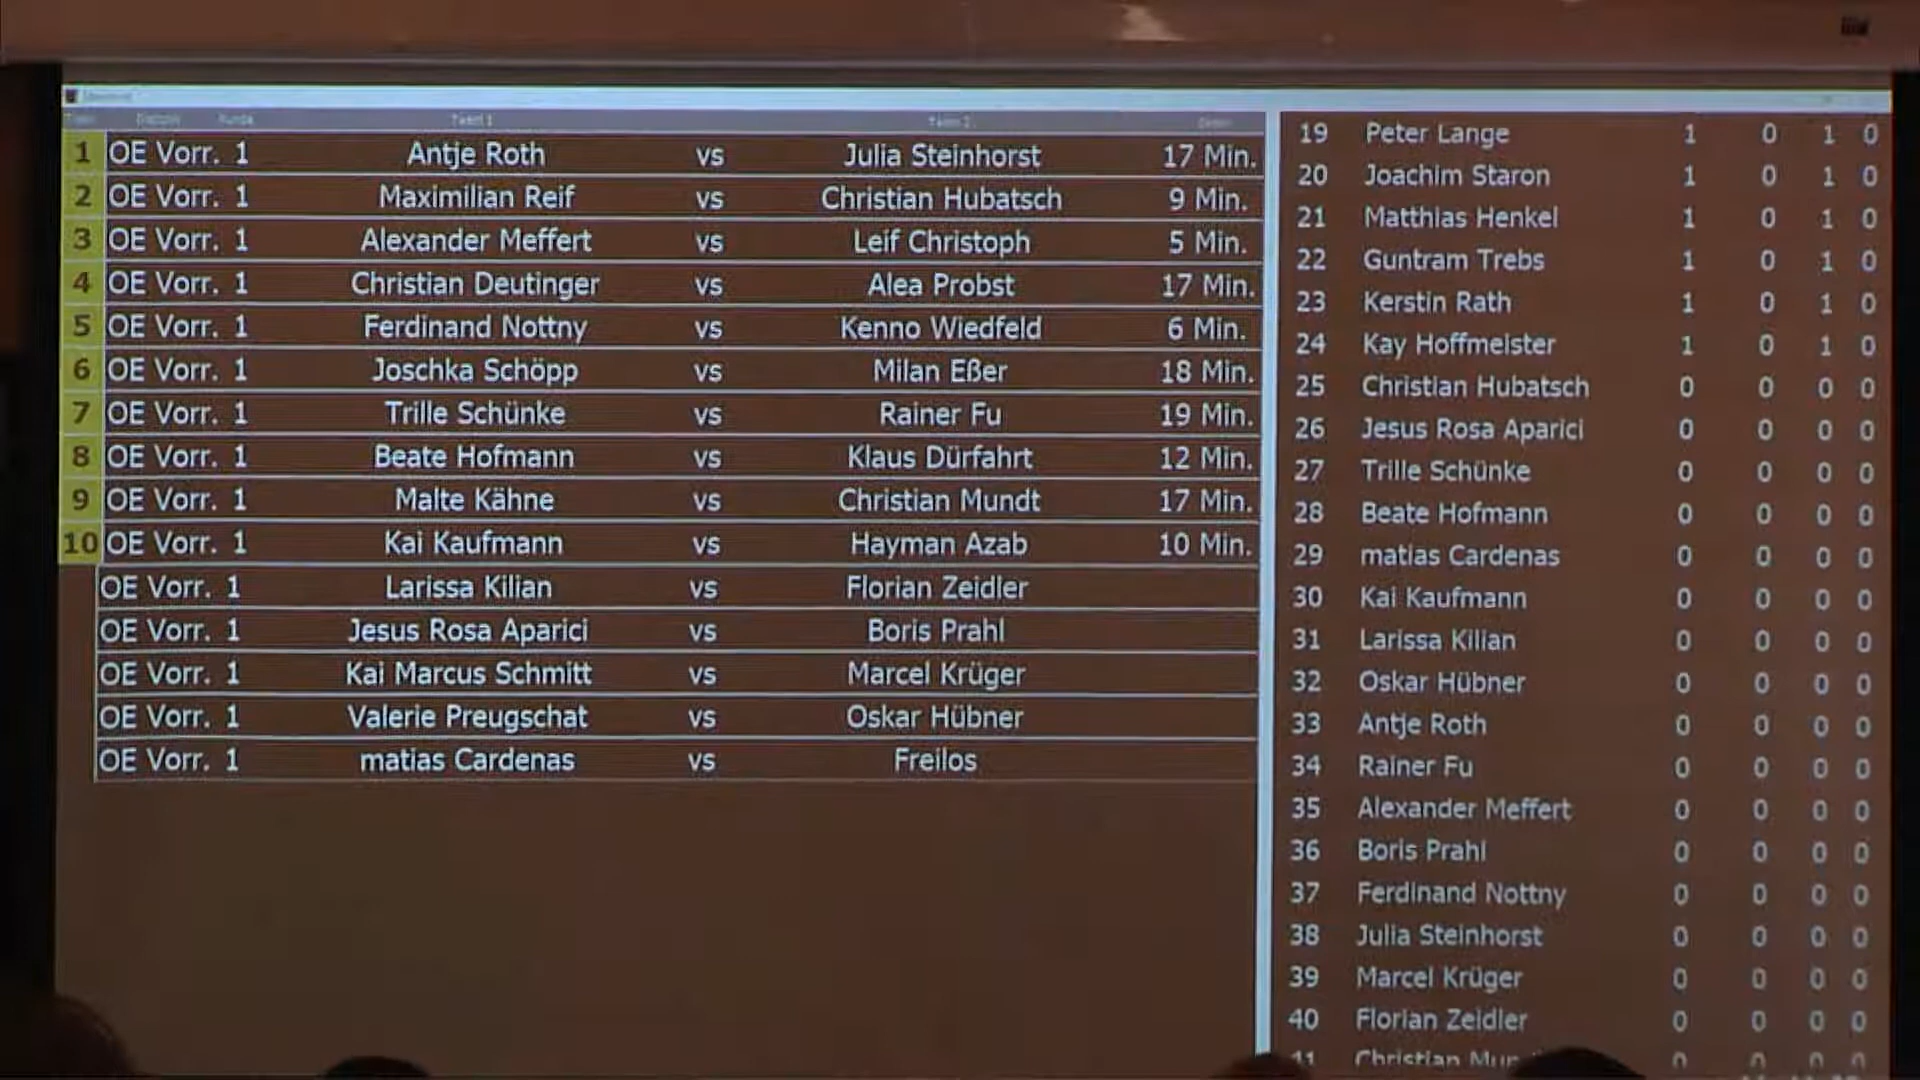 1 OE Vorr. 1 Antje Roth vs Julia Steinhorst 17 Min.
2 OE Vorr. 1 Maximilian Reif vs Christian Hubatsch 9 Min.
3 OE Vorr. 1 Alexander Meffert vs Leif Christoph 5 Min.
4 OE Vorr. 1 Christian Deutinger vs Alea Probst 17 Min.
5 OE Vorr. 1 Ferdinand Nottny vs Kenno Wiedfeld 6 Min.
6 OE Vorr. 1 Joschka Schöpp vs Milan Eßer 18 Min.
7 OE Vorr. 1 Trille Schünke vs Rainer Fu 19 Min.
8 OE Vorr. 1 Beate Hofmann vs Klaus Dürfahrt 12 Min.
9 OE Vorr. 1 Malte Kähne vs Christian Mundt 17 Min.
10 OE Vorr. 1 Kai Kaufmann vs Hayman Azab 10 Min.
OE Vorr. 1 Larissa Kilian vs Florian Zeidler
OE Vorr. 1 Jesus Rosa Aparici vs Boris Prahl
OE Vorr. 1 Kai Marcus Schmitt vs Marcel Krüger
OE Vorr. 1 Valerie Preugschat vs Oskar Hübner
OE Vorr. 1 matias Cardenas vs Freilos
19 Peter Lange 1 0 1 0
20 Joachim Staron 1 0 1 0
21 Matthias Henkel 1 0 1 0
22 Guntram Trebs 1 0 1 0
23 Kerstin Rath 1 0 1 0
24 Kay Hoffmeister 1 0 1 0
25 Christian Hubatsch 0 0 0 0
26 Jesus Rosa Aparici 0 0 0 0
27 Trille Schünke 0 0 0 0
28 Beate Hofmann 0 0 0 0
29 matias Cardenas 0 0 0 0
30 Kai Kaufmann 0 0 0 0
31 Larissa Kilian 0 0 0 0
32 Oskar Hübner 0 0 0 0
33 Antje Roth 0 0 0 0
34 Rainer Fu 0 0 0 0
35 Alexander Meffert 0 0 0 0
36 Boris Prahl 0 0 0 0
37 Ferdinand Nottny 0 0 0 0
38 Julia Steinhorst 0 0 0 0
39 Marcel Krüger 0 0 0 0
40 Florian Zeidler 0 0 0 0
Christian